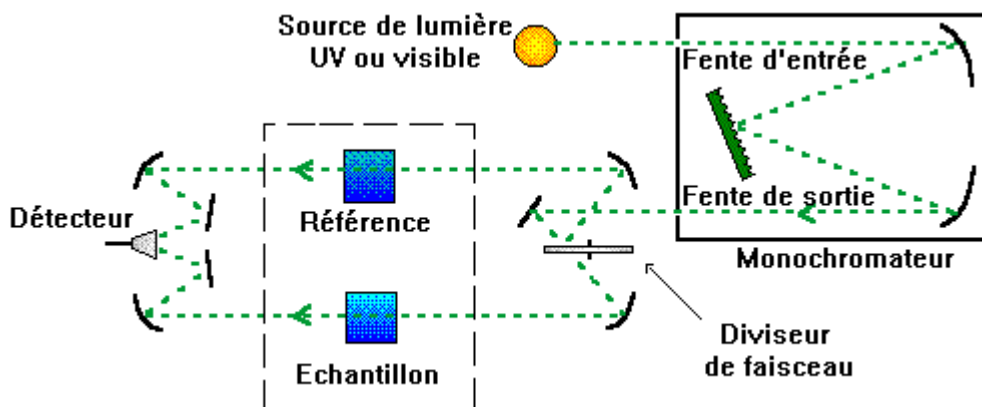 Source de lumière
UV ou visible
Fente d'entrée
Fente de sortie
Monochromateur
Référence
Détecteur
Echantillon
Diviseur
de faisceau